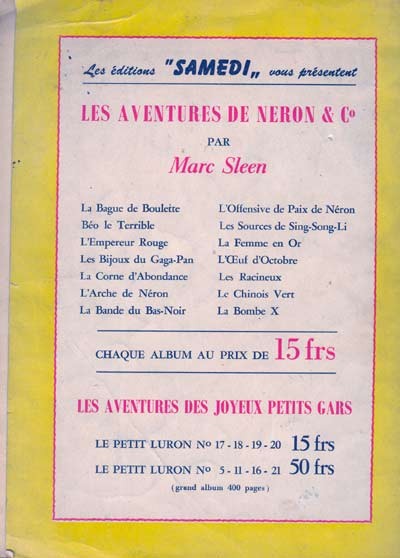 Les éditions "SAMEDI„ vous présentent
LES AVENTURES DE NERON & Co
PAR
Marc Sleen
La Bague de Boulette
Béo le Terrible
L'Empereur Rouge
Les Bijoux du Gaga-Pan
La Corne d'Abondance
L'Arche de Néron
La Bande du Bas-Noir
L'Offensive de Paix de Néron
Les Sources de Sing-Song-Li
La Femme en Or
L'Œuf d'Octobre
Les Racineux
Le Chinois Vert
La Bombe X
CHAQUE ALBUM AU PRIX DE 15 frs
LES AVENTURES DES JOYEUX PETITS GARS
LE PETIT LURON No 17 - 18 - 19 - 20 15 frs
LE PETIT LURON No 5 - 11 - 16 - 21 50 frs
(grand album 400 pages)